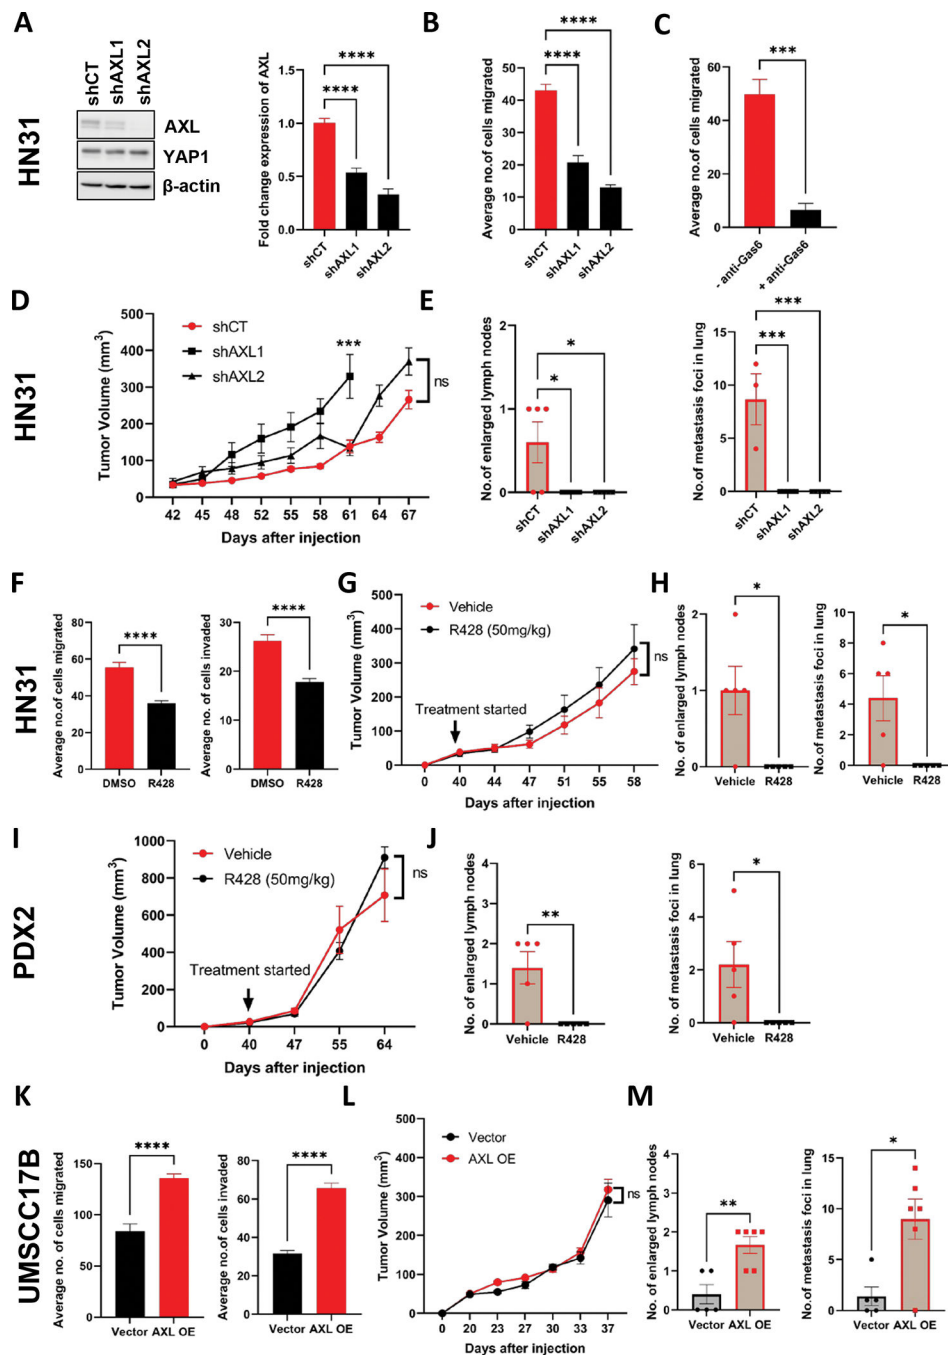 A
B
C
HN31
shCT
shAXL1
shAXL2
AXL
YAP1
β-actin
Fold change expression of AXL
1.5
1.0
0.5
0.0
****
****
shCT
shAXL1
shAXL2
Average no.of cells migrated
60
40
20
0
****
****
shCT
shAXL1
shAXL2
Average no.of cells migrated
60
40
20
0
***
- anti-Gas6
+ anti-Gas6
D
E
HN31
Tumor Volume (mm³)
500
400
300
200
100
0
shCT
shAXL1
shAXL2
***
ns
42 45 48 52 55 58 61 64 67
Days after injection
No.of enlarged lymph nodes
2.0
1.5
1.0
0.5
0.0
*
*
shCT
shAXL1
shAXL2
No.of metastasis foci in lung
15
10
5
0
***
***
shCT
shAXL1
shAXL2
F
G
H
HN31
Average no.of cells migrated
80
60
40
20
0
****
DMSO R428
Average no. of cells invaded
30
20
10
0
****
DMSO R428
Tumor Volume (mm³)
500
400
300
200
100
0
Vehicle
R428 (50mg/kg)
Treatment started
ns
0 40 44 47 51 55 58
Days after injection
No. of enlarged lymph nodes
2.0
1.5
1
0.5
0.0
*
Vehicle R428
No.of metastasis foci in lung
10
8
6
4
2
0
*
Vehicle R428
I
J
PDX2
Tumor Volume (mm³)
1000
800
600
400
200
0
Vehicle
R428 (50mg/kg)
Treatment started
ns
0 40 47 55 64
Days after injection
No. of enlarged lymph nodes
4
3
2
1
0
**
Vehicle R428
No. of metastasis foci in lung
6
4
2
0
*
Vehicle R428
K
L
M
UMSCC17B
Average no. of cells migrated
150
100
50
0
****
Vector AXL OE
Average no.of cells invaded
80
60
40
20
0
****
Vector AXL OE
Tumor Volume (mm³)
500
400
300
200
100
0
Vector
AXL OE
ns
0 20 23 27 30 33 37
Days after injection
No. of enlarged lymph nodes
4
3
2
1
0
**
Vector AXL OE
No.of metastasis foci in lung
15
10
5
0
*
Vector AXL OE